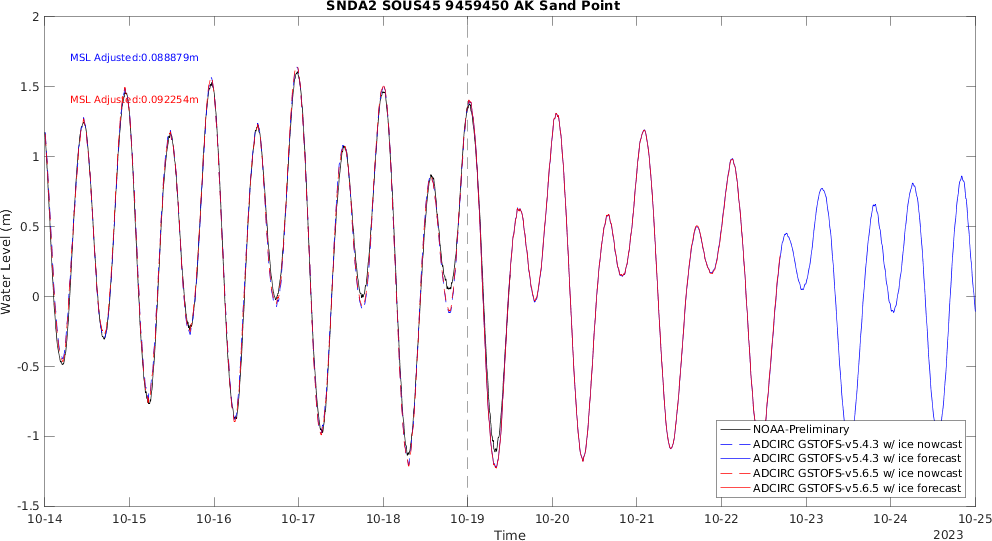 SNDA2 SOUS45 9459450 AK Sand Point
MSL Adjusted:0.088879m
MSL Adjusted:0.092254m
2
1.5
1
0.5
0
-0.5
-1
-1.5
Water Level (m)
NOAA-Preliminary
ADCIRC GSTOFS-v5.4.3 w/ ice nowcast
ADCIRC GSTOFS-v5.4.3 w/ ice forecast
ADCIRC GSTOFS-v5.6.5 w/ ice nowcast
ADCIRC GSTOFS-v5.6.5 w/ ice forecast
10-14 10-15 10-16 10-17 10-18 10-19 10-20 10-21 10-22 10-23 10-24 10-25
Time
2023